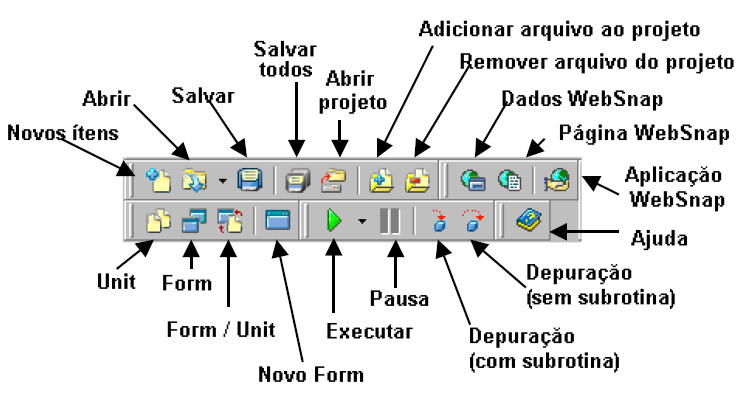 Adicionar arquivo ao projeto
Salvar
todos
Remover arquivo do projeto
Abrir
projeto
Abrir
Salvar
Dados WebSnap
Novos ítens
Página WebSnap
Aplicação
WebSnap
Ajuda
Unit
Form
Depuração
(sem subrotina)
Pausa
Form / Unit
Executar
Depuração
(com subrotina)
Novo Form